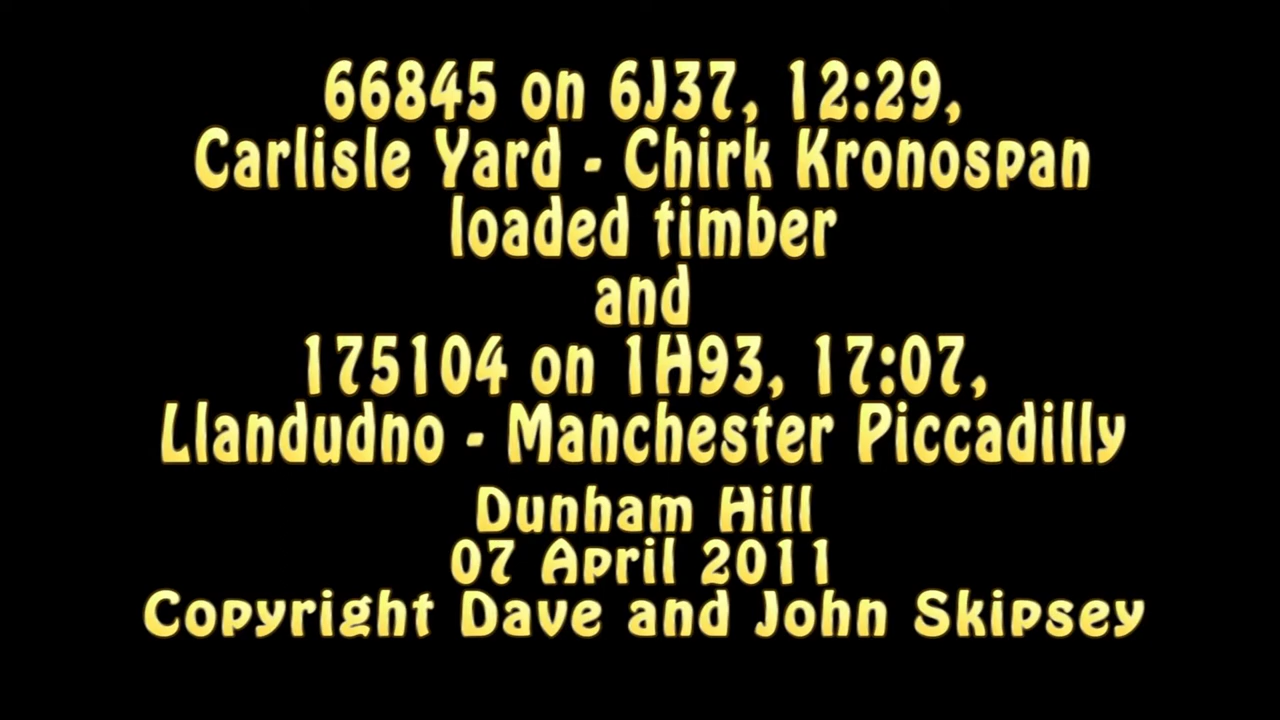 66845 on 6J37, 12:29,
Carlisle Yard - Chirk Kronospan
loaded timber
and
175104 on 1H93, 17:07,
Llandudno - Manchester Piccadilly
Dunham Hill
07 April 2011
Copyright Dave and John Skipsey